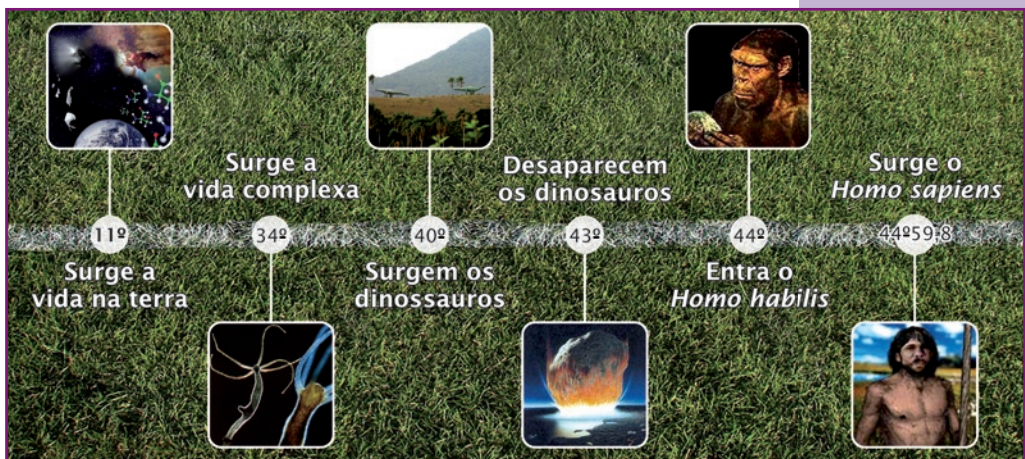 11º
Surge a
vida na terra
Surge a
vida complexa
34º
40º
Surgem os
dinossauros
Desaparecem
os dinosauros
43º
44º
Entra o
Homo habilis
Surge o
Homo sapiens
44º59,8